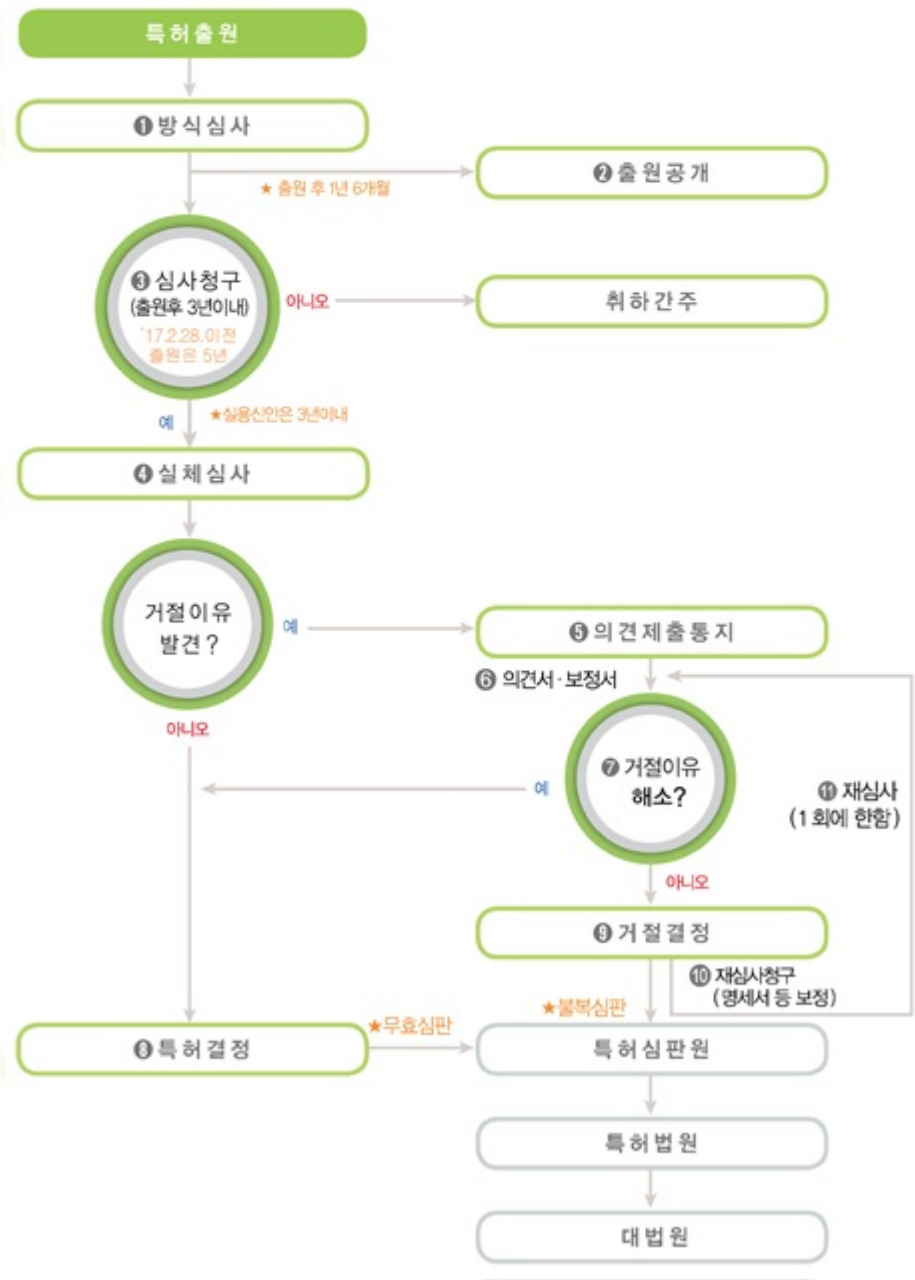 특허출원
❶방식심사
★ 출원 후 1년 6개월
❷출원공개
❸ 심사청구
(출원후 3년이내)
'17.2.28.이전
출원은 5년
아니오
취하간주
예
★실용신안은 3년이내
❹실체심사
거절이유
발견?
예
❺의견제출통지
❻ 의견서·보정서
아니오
❼ 거절이유
해소?
예
⓫ 재심사
(1회에 한함)
아니오
❾거절결정
❿ 재심사청구
(명세서 등 보정)
★불복심판
❽특허결정
★무효심판
특허심판원
특허법원
대법원